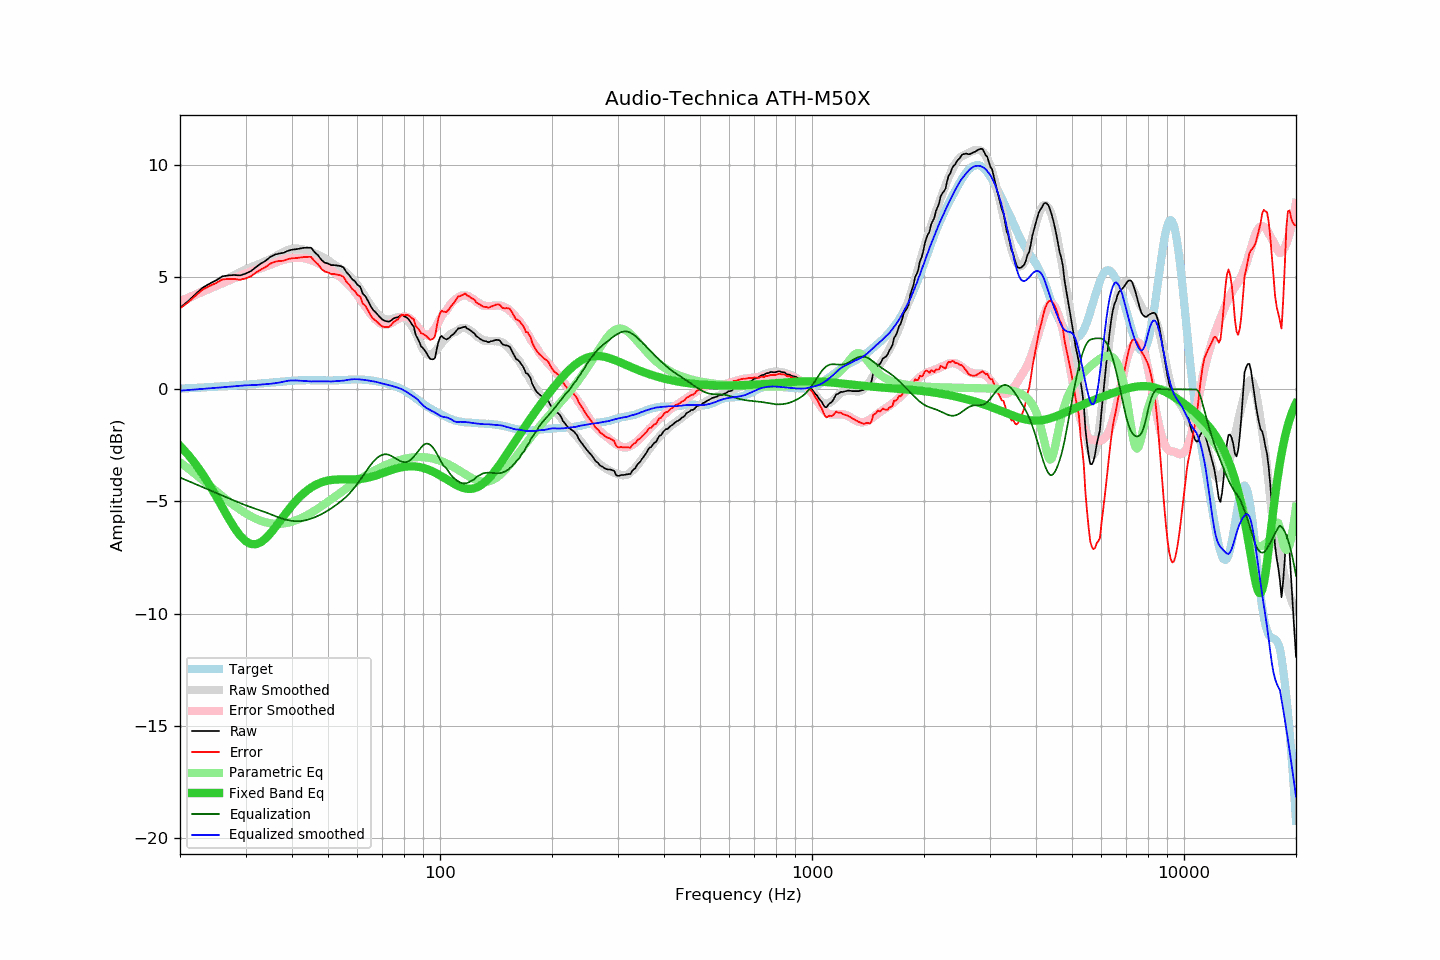 Audio-Technica ATH-M50X
10
5
0
−5
−10
−15
−20
Amplitude (dBr)
Target
Raw Smoothed
Error Smoothed
Raw
Error
Parametric Eq
Fixed Band Eq
Equalization
Equalized smoothed
100 1000 10000
Frequency (Hz)